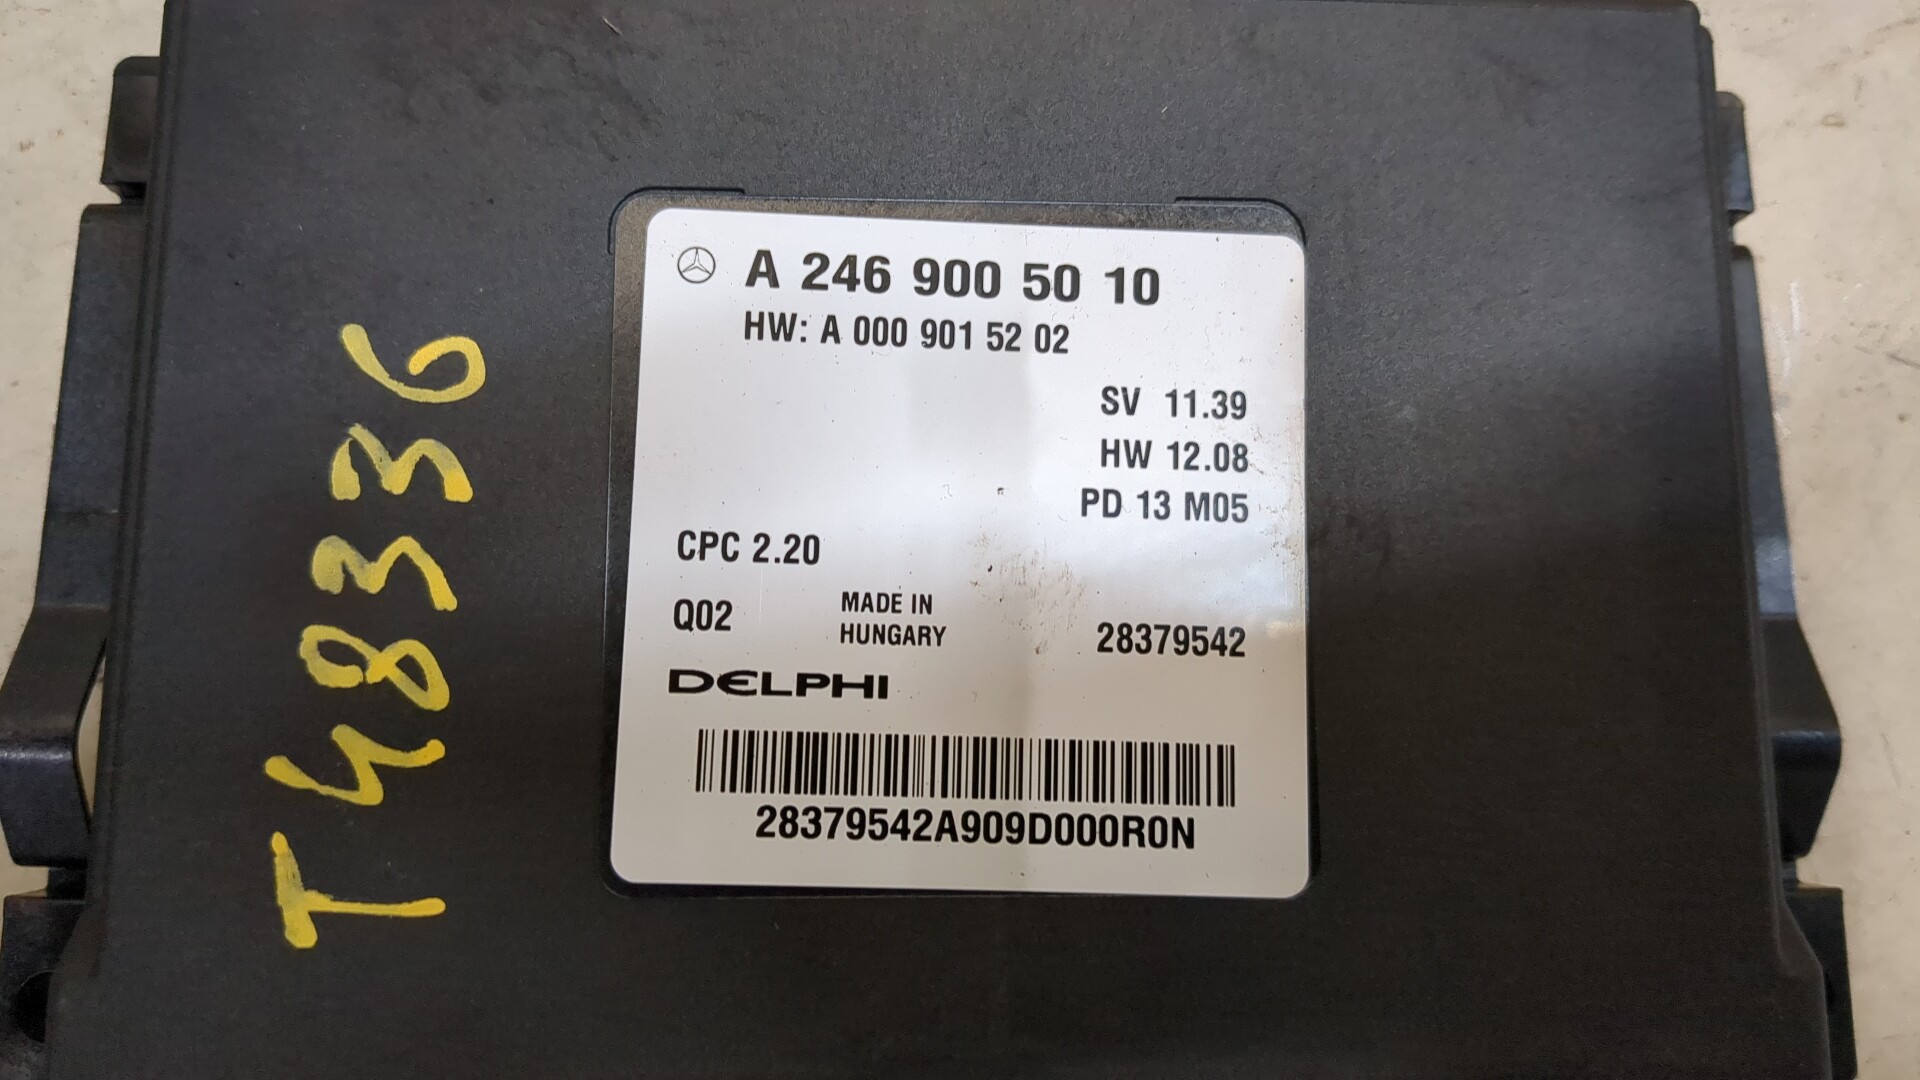 A 246 900 50 10
HW: A 000 901 52 02
SV 11.39
HW 12.08
PD 13 M05
CPC 2.20
Q02
MADE IN
HUNGARY
28379542
DELPHI
28379542A909D000R0N
T48336